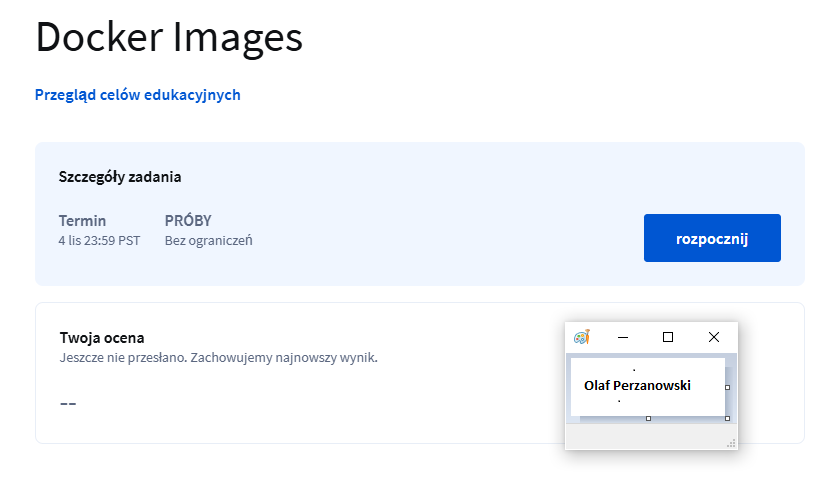 Docker Images
Przegląd celów edukacyjnych
Szczegóły zadania
Termin
4 lis 23:59 PST
PRÓBY
Bez ograniczeń
rozpocznij
Twoja ocena
Jeszcze nie przesłano. Zachowujemy najnowszy wynik.
--
Olaf Perzanowski